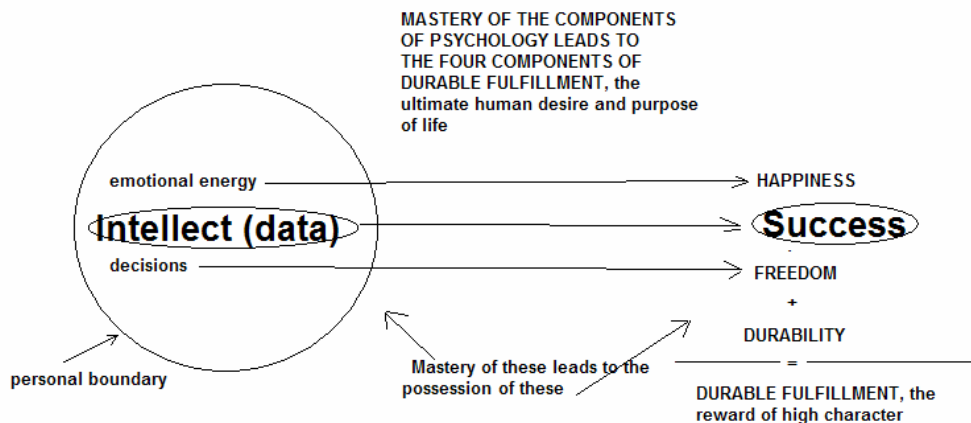 MASTERY OF THE COMPONENTS
OF PSYCHOLOGY LEADS TO
THE FOUR COMPONENTS OF
DURABLE FULFILLMENT, the
ultimate human desire and purpose
of life
emotional energy
HAPPINESS
Intellect (data)
Success
decisions
FREEDOM
+
DURABILITY
=
Mastery of these leads to the
possession of these
personal boundary
DURABLE FULFILLMENT, the
reward of high character